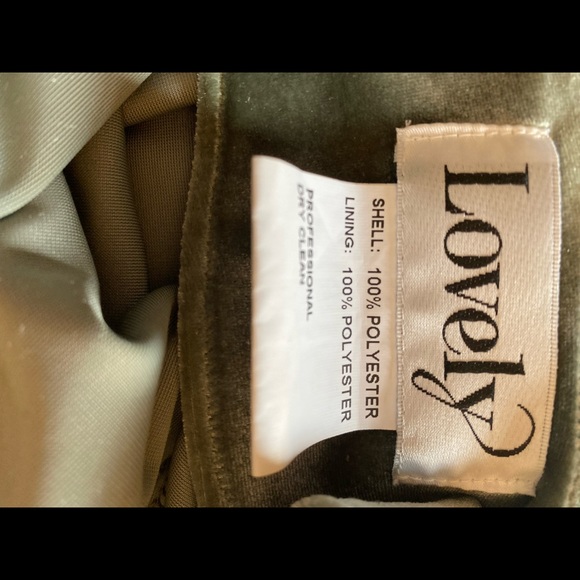 Lovely
SHELL: 100% POLYESTER
LINING: 100% POLYESTER
PROFESSIONAL
DRY CLEAN